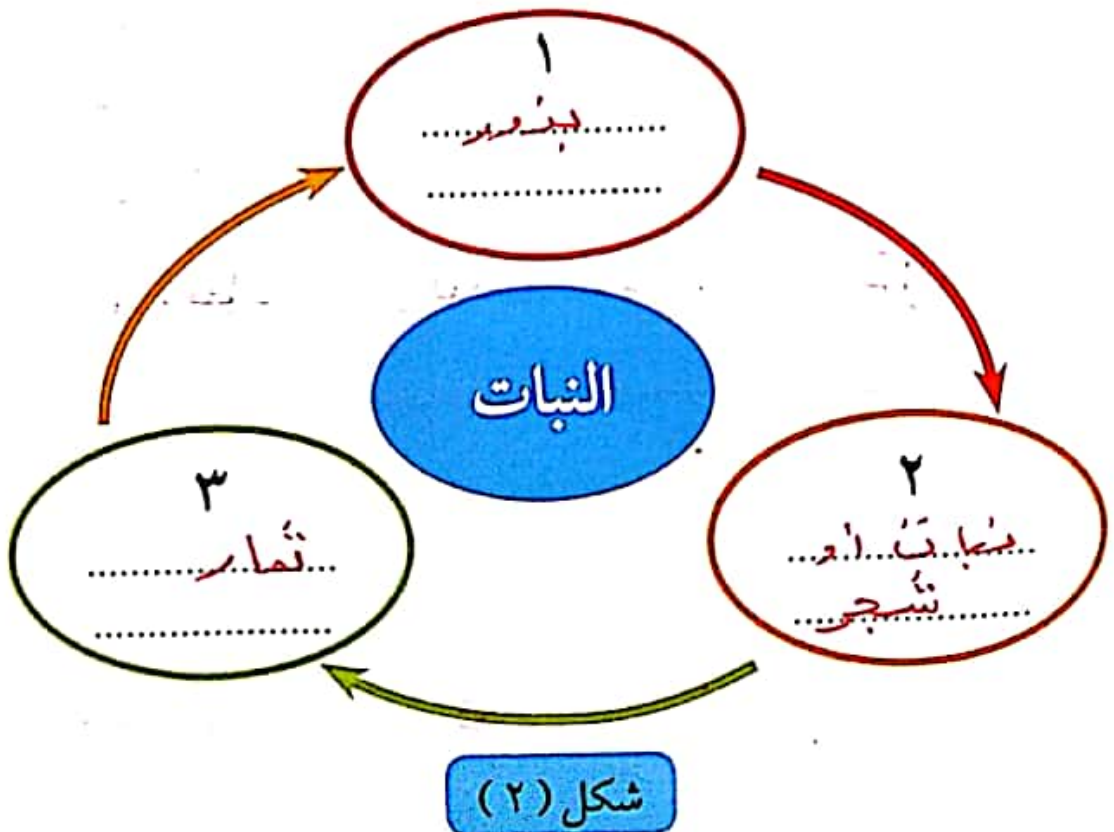 ١
بذور
النبات
٢
نبات أو
شجر
٣
ثمار
شكل (٢)